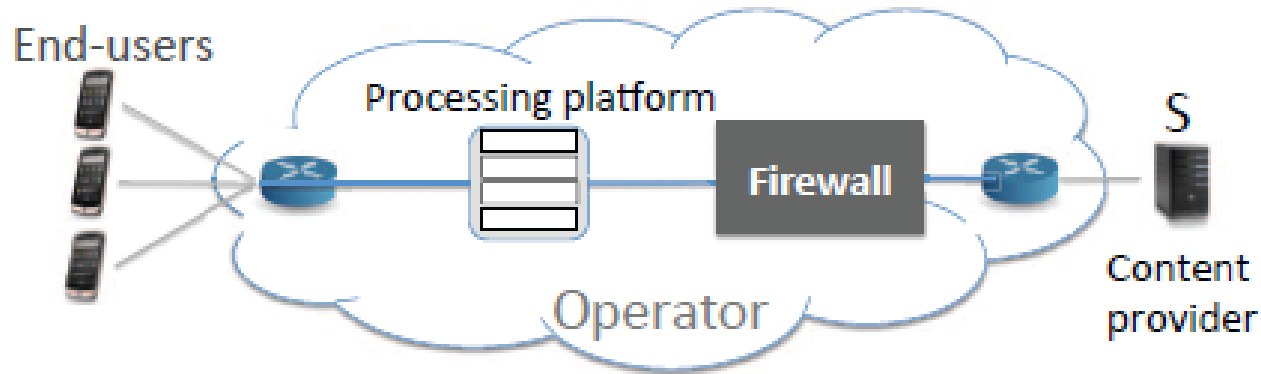 End-users
Processing platform
S
Firewall
Content
provider
Operator